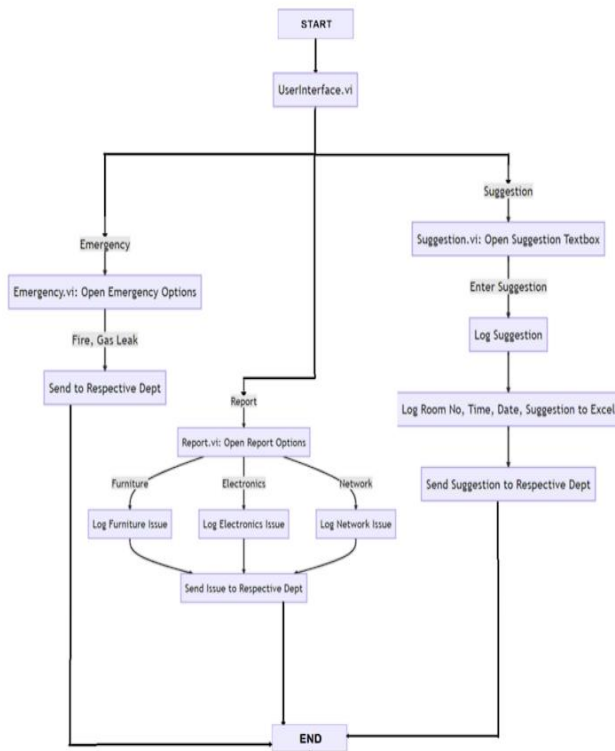 START
UserInterface.vi
Suggestion
Suggestion.vi: Open Suggestion Textbox
Emergency
Emergency.vi: Open Emergency Options
Enter Suggestion
Log Suggestion
Fire, Gas Leak
Send to Respective Dept
Report
Log Room No, Time, Date, Suggestion to Excel
Report.vi: Open Report Options
Furniture
Electronics
Network
Send Suggestion to Respective Dept
Log Furniture Issue
Log Electronics Issue
Log Network Issue
Send Issue to Respective Dept
END